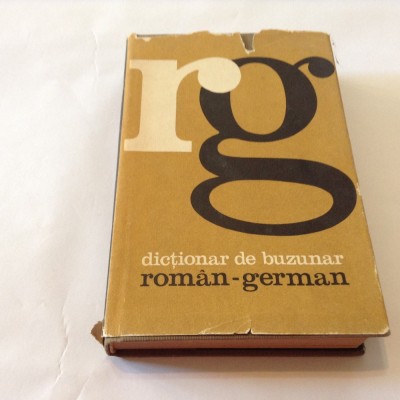 rg
dicționar de buzunar
român-german